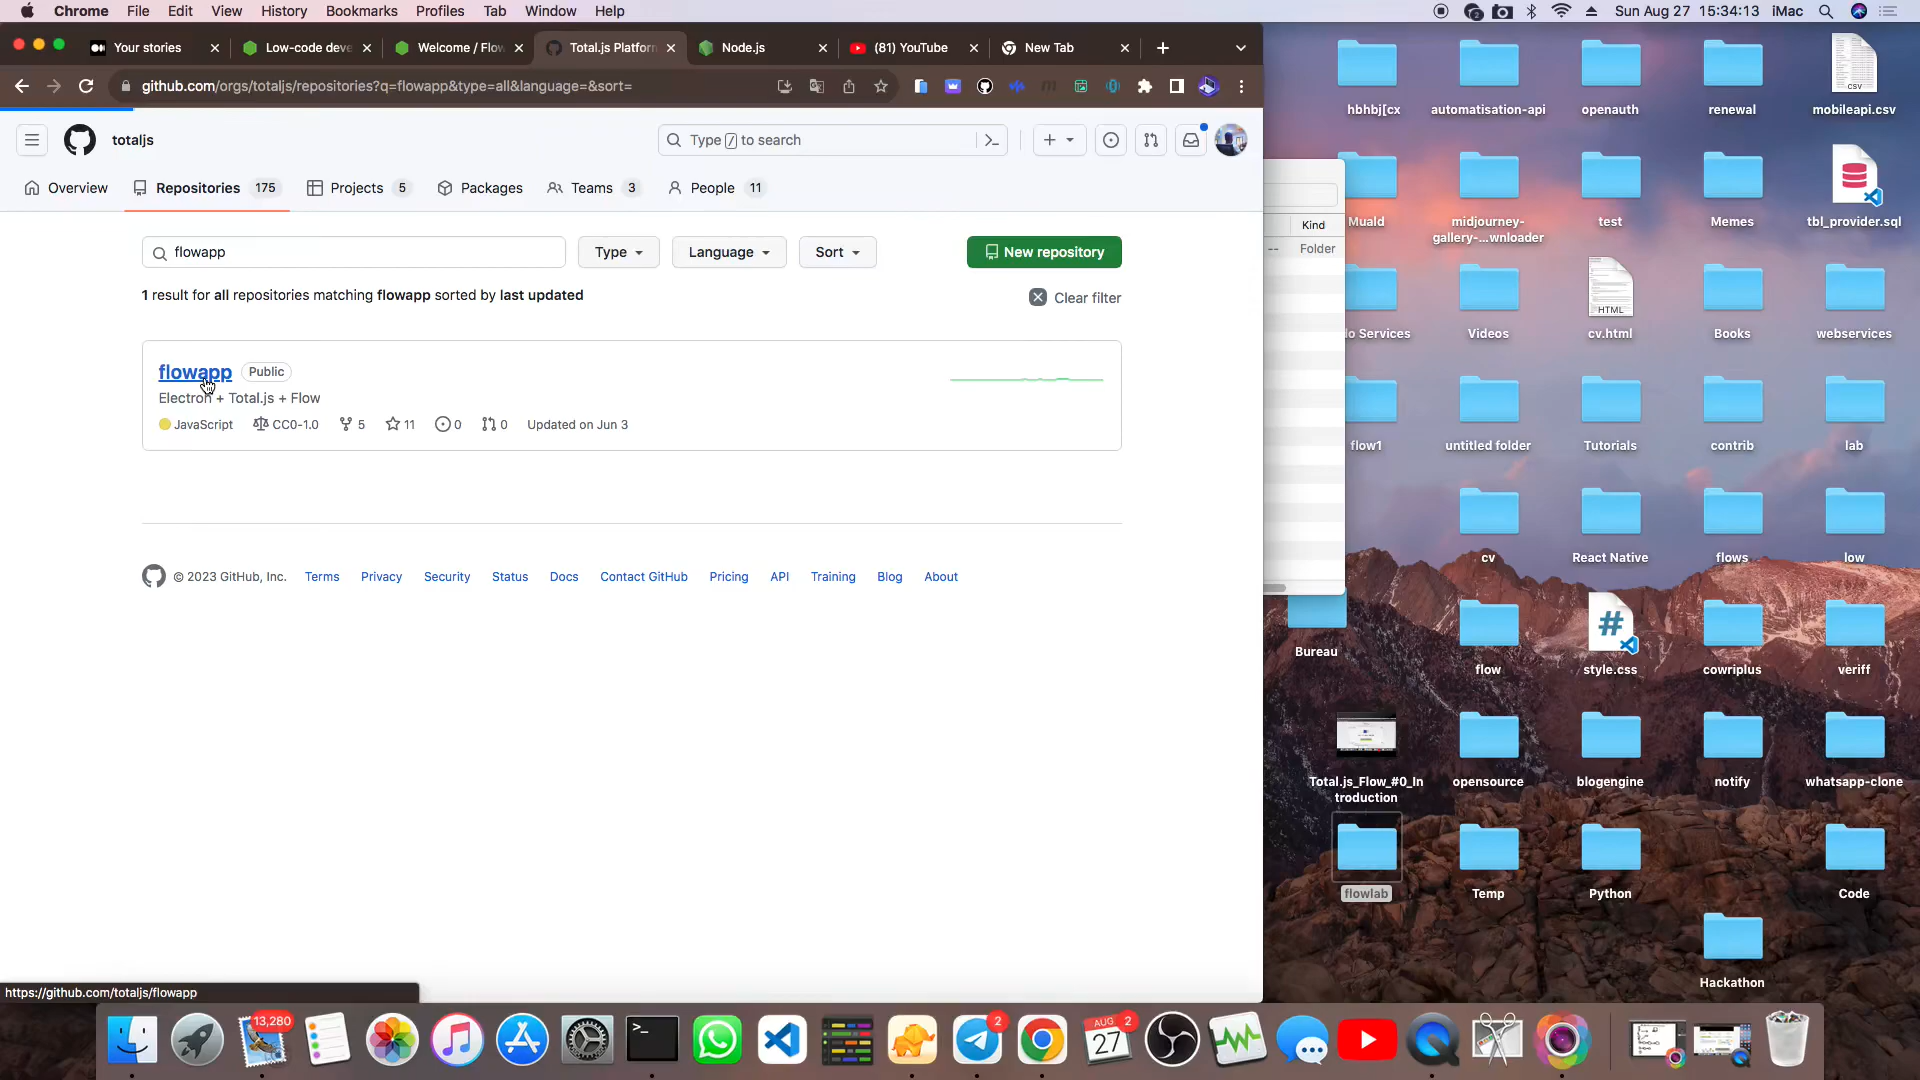 Chrome File Edit View History Bookmarks Profiles Tab Window Help
2 Sun Aug 27 15:34:13 iMac
Your stories Low-code deve Welcome / Flow Total.js Platform Node.js (81) YouTube New Tab
github.com/orgs/totaljs/repositories?q=flowapp&type=all&language=&sort=
totaljs Type / to search
Overview Repositories 175 Projects 5 Packages Teams 3 People 11
flowapp Type Language Sort New repository
1 result for all repositories matching flowapp sorted by last updated
Clear filter
flowapp Public
Electron + Total.js + Flow
JavaScript CC0-1.0 5 11 0 0 Updated on Jun 3
© 2023 GitHub, Inc. Terms Privacy Security Status Docs Contact GitHub Pricing API Training Blog About
https://github.com/totaljs/flowapp
Kind
-- Folder
CSV
hbhbj[cx automatisation-api openauth renewal mobileapi.csv
Muald midjourney-
gallery-...wnloader test Memes tbl_provider.sql
HTML
Services Videos cv.html Books webservices
flow1 untitled folder Tutorials contrib lab
cv React Native flows low
#
Bureau flow style.css cowriplus veriff
Total.js_Flow_#0_In
troduction opensource blogengine notify whatsapp-clone
flowlab Temp Python Code
Hackathon
13,280 2 AUG 2
27